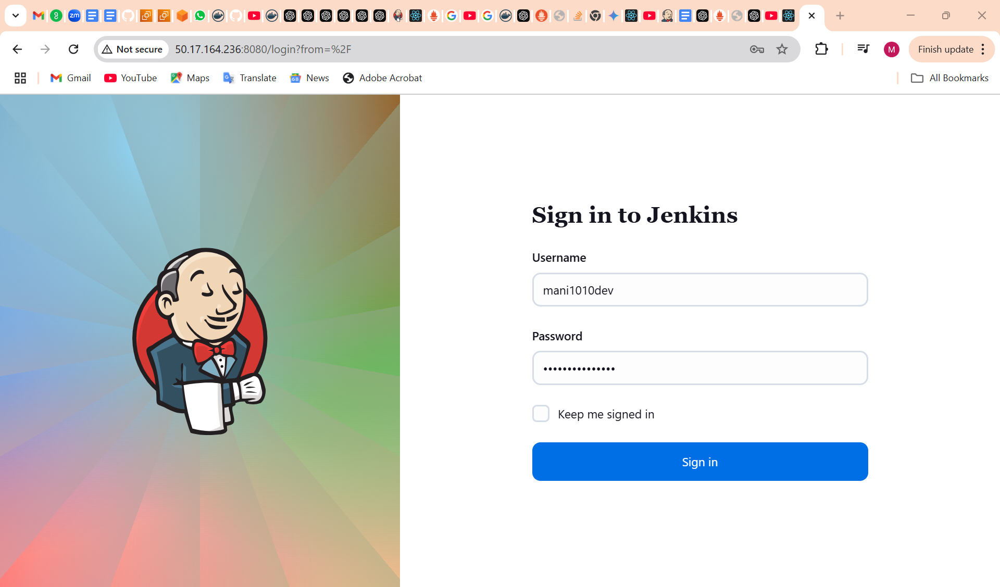 Not secure
50.17.164.236:8080/login?from=%2F
M
Finish update
Gmail
YouTube
Maps
Translate
News
Adobe Acrobat
All Bookmarks
Sign in to Jenkins
Username
mani1010dev
Password
•••••••••••••••
Keep me signed in
Sign in